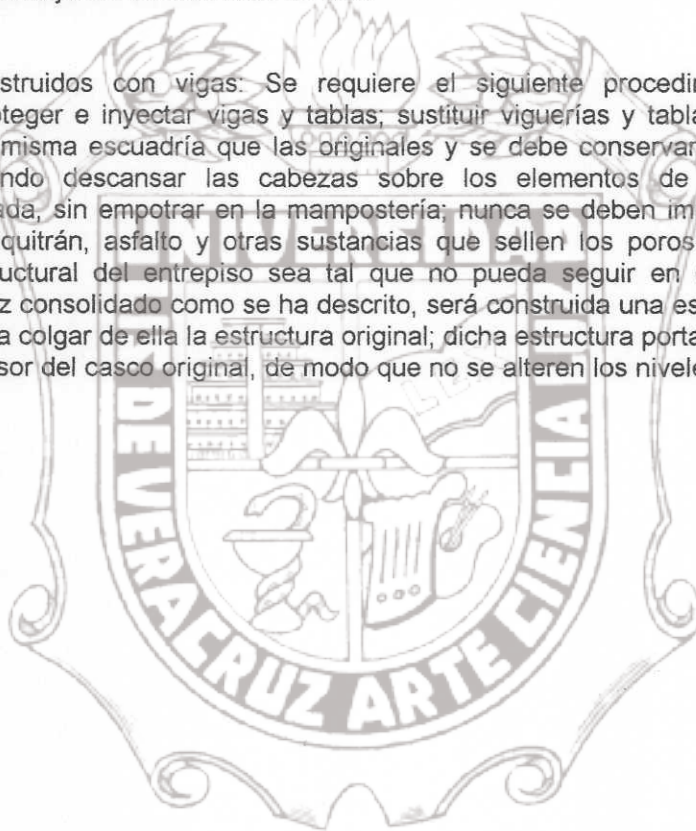 struidos con vigas: Se requiere el siguiente procedi
oteger e inyectar vigas y tablas; sustituir viguerías y tabla
misma escuadría que las originales y se debe conservar
ndo descansar las cabezas sobre los elementos de
ada, sin empotrar en la mampostería; nunca se deben im
quitrán, asfalto y otras sustancias que sellen los poros
uctural del entrepiso sea tal que no pueda seguir en
z consolidado como se ha descrito, será construida una es
a colgar de ella la estructura original; dicha estructura porta
sor del casco original, de modo que no se alteren los nivele
UNIVERSIDAD
DE VERACRUZ ARTE CIENCIA LUZ
LEX